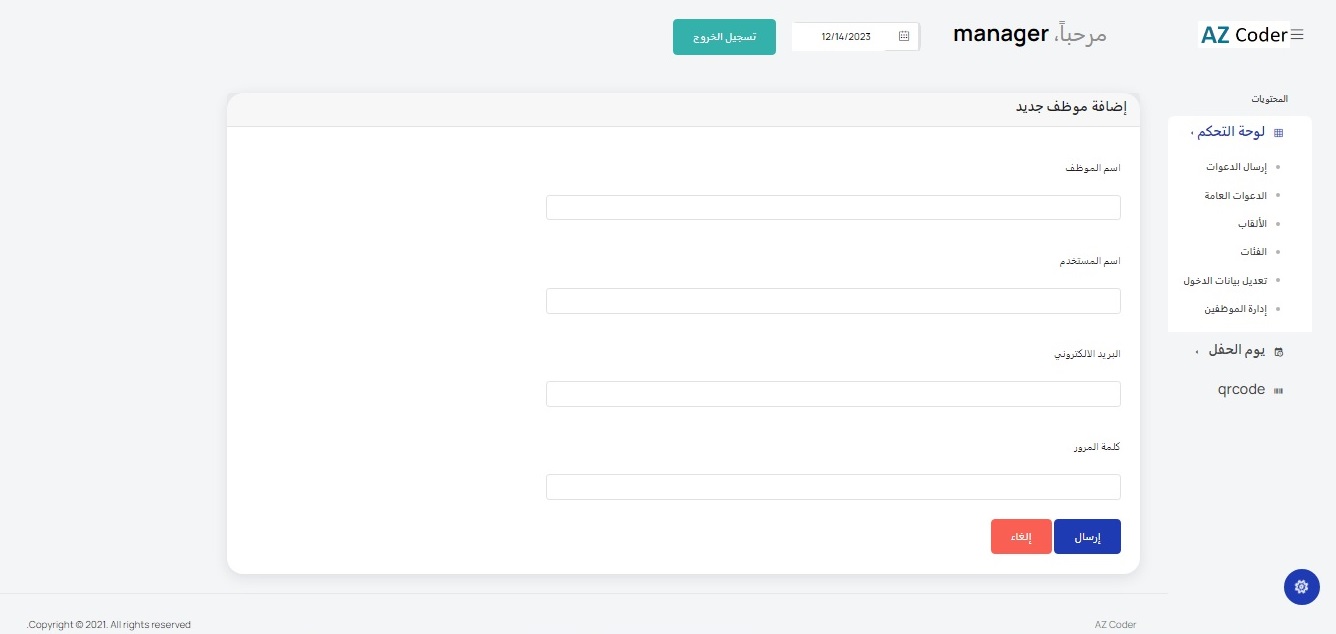 AZ Coder
مرحباً، manager
12/14/2023
تسجيل الخروج
المحتويات
لوحة التحكم
إرسال الدعوات
الدعوات العامة
الألقاب
الفئات
تعديل بيانات الدخول
إدارة الموظفين
يوم الحفل
qrcode
إضافة موظف جديد
اسم الموظف
اسم المستخدم
البريد الالكتروني
كلمة المرور
إرسال
إلغاء
AZ Coder
.Copyright © 2021. All rights reserved